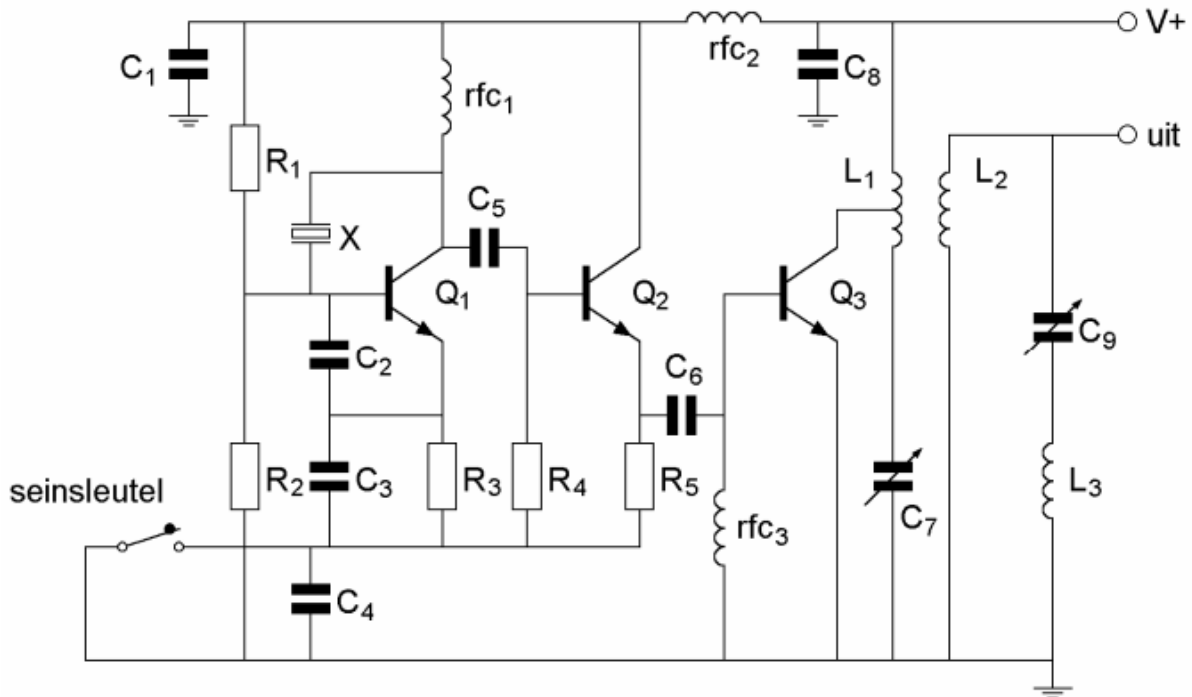 V+
C1
rfc2
C8
rfc1
uit
R1
L1
L2
C5
X
Q1
Q2
Q3
C9
C2
C6
R2
C3
R3
R4
R5
L3
seinsleutel
rfc3
C7
C4